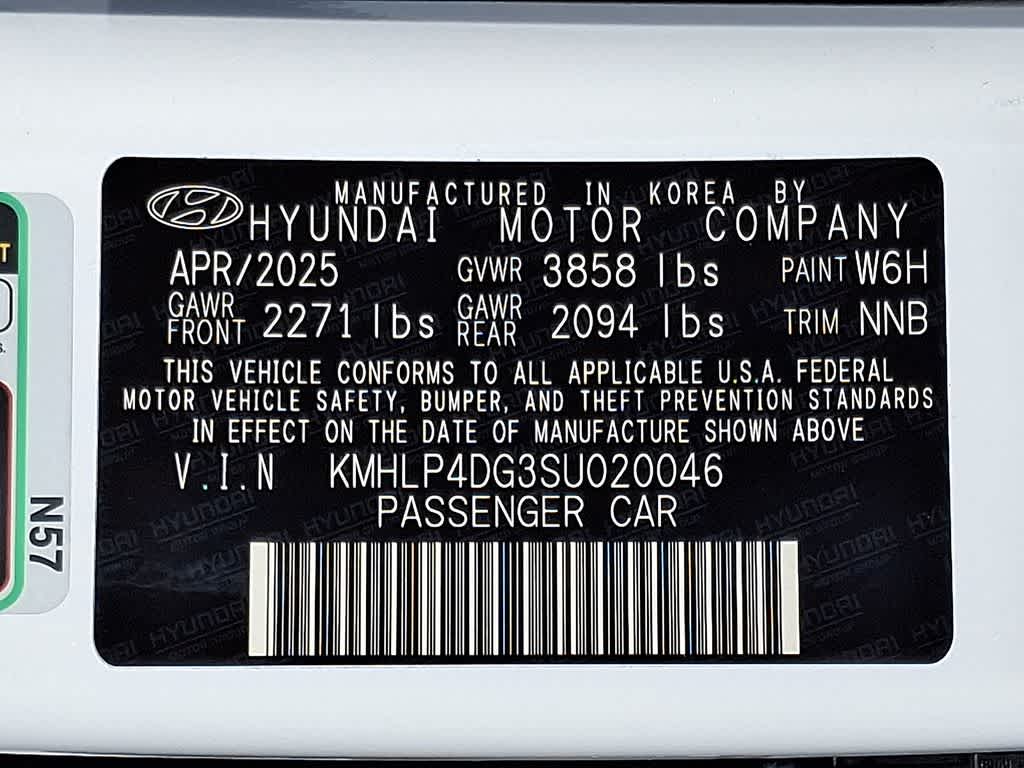 MANUFACTURED IN KOREA BY
HYUNDAI MOTOR COMPANY
APR/2025 GVWR 3858 lbs PAINT W6H
GAWR FRONT 2271 lbs GAWR REAR 2094 lbs TRIM NNB
THIS VEHICLE CONFORMS TO ALL APPLICABLE U.S.A. FEDERAL
MOTOR VEHICLE SAFETY, BUMPER, AND THEFT PREVENTION STANDARDS
IN EFFECT ON THE DATE OF MANUFACTURE SHOWN ABOVE
V.I.N KMHLP4DG3SU020046
PASSENGER CAR
N57